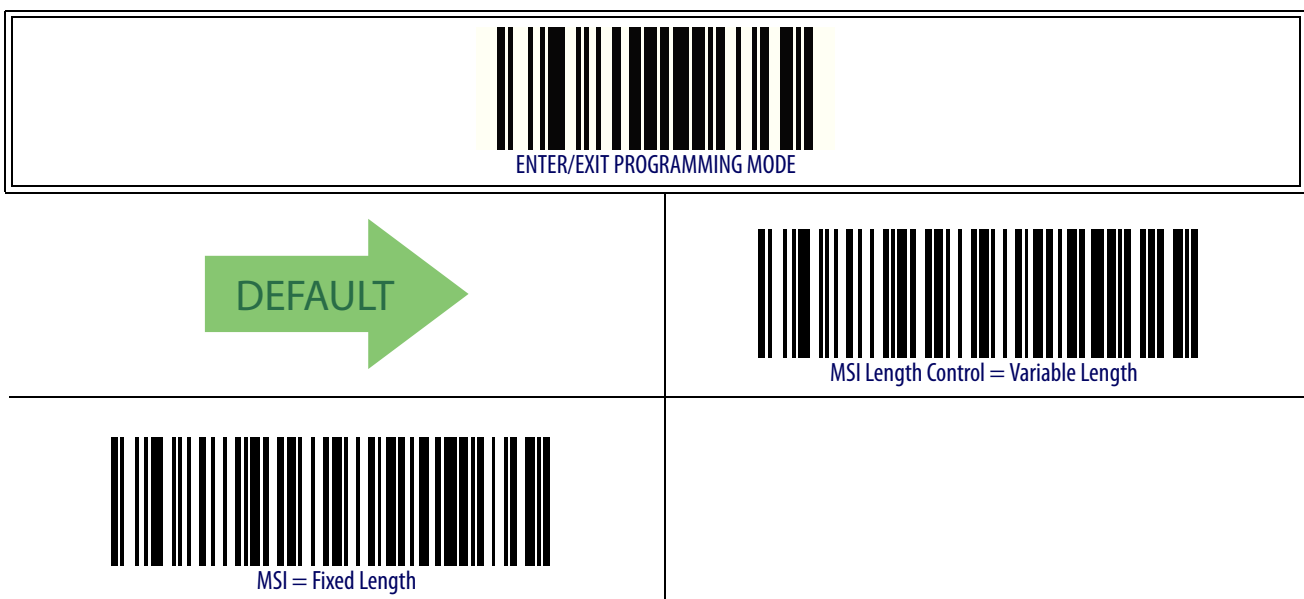 ENTER/EXIT PROGRAMMING MODE
DEFAULT
MSI Length Control = Variable Length
MSI = Fixed Length